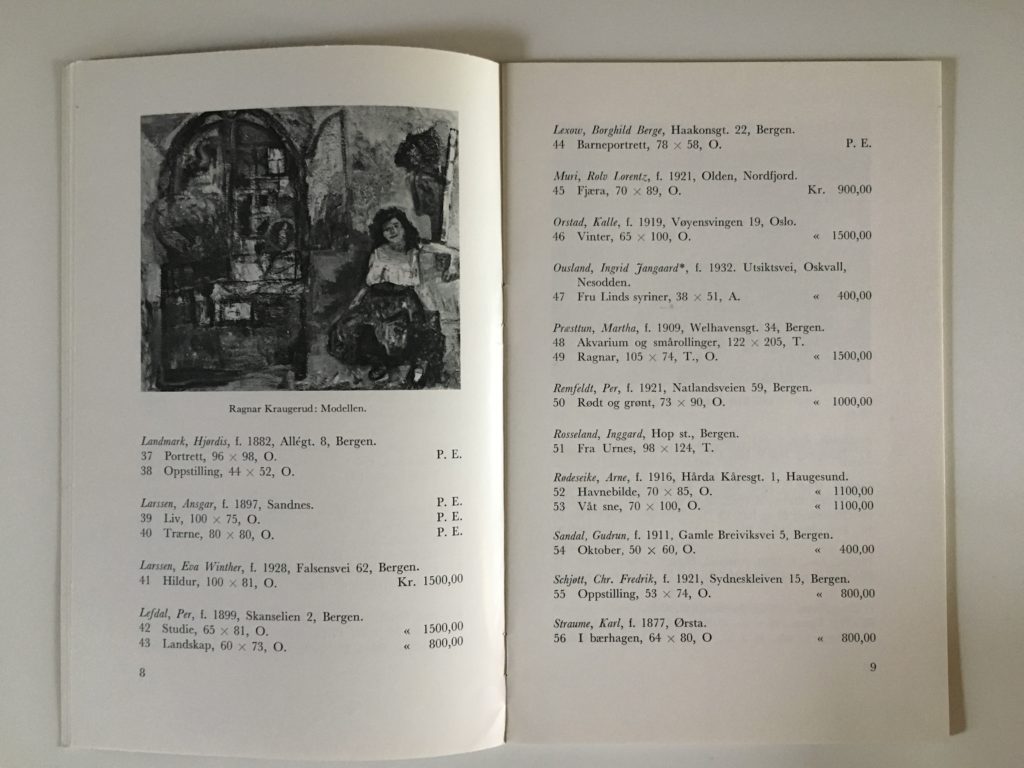 Ragnar Kraugerud: Modellen.
Landmark, Hjørdis, f. 1882, Allégt. 8, Bergen.
37 Portrett, 96 × 98, O. P. E.
38 Oppstilling, 44 × 52, O.
Larssen, Ansgar, f. 1897, Sandnes. P. E.
39 Liv, 100 × 75, O. P. E.
40 Trærne, 80 × 80, O. P. E.
Larssen, Eva Winther, f. 1928, Falsensvei 62, Bergen.
41 Hildur, 100 × 81, O. Kr. 1500,00
Lefdal, Per, f. 1899, Skanselien 2, Bergen.
42 Studie, 65 × 81, O. « 1500,00
43 Landskap, 60 × 73, O. « 800,00
8
Lexow, Borghild Berge, Haakonsgt. 22, Bergen.
44 Barneportrett, 78 × 58, O. P. E.
Muri, Rolv Lorentz, f. 1921, Olden, Nordfjord.
45 Fjæra, 70 × 89, O. Kr. 900,00
Orstad, Kalle, f. 1919, Vøyensvingen 19, Oslo.
46 Vinter, 65 × 100, O. « 1500,00
Ousland, Ingrid Jangaard*, f. 1932. Utsiktsvei, Oskvall,
Nesodden.
47 Fru Linds syriner, 38 × 51, A. « 400,00
Præsttun, Martha, f. 1909, Welhavensgt. 34, Bergen.
48 Akvarium og smårollinger, 122 × 205, T.
49 Ragnar, 105 × 74, T., O. « 1500,00
Remfeldt, Per, f. 1921, Natlandsveien 59, Bergen.
50 Rødt og grønt, 73 × 90, O. « 1000,00
Rosseland, Inggard, Hop st., Bergen.
51 Fra Urnes, 98 × 124, T.
Rødeseike, Arne, f. 1916, Hårda Kåresgt. 1, Haugesund.
52 Havnebilde, 70 × 85, O. « 1100,00
53 Våt sne, 70 × 100, O. « 1100,00
Sandal, Gudrun, f. 1911, Gamle Breiviksvei 5, Bergen.
54 Oktober, 50 × 60, O. « 400,00
Schjøtt, Chr. Fredrik, f. 1921, Sydneskleiven 15, Bergen.
55 Oppstilling, 53 × 74, O. « 800,00
Straume, Karl, f. 1877, Ørsta.
56 I bærhagen, 64 × 80, O « 800,00
9